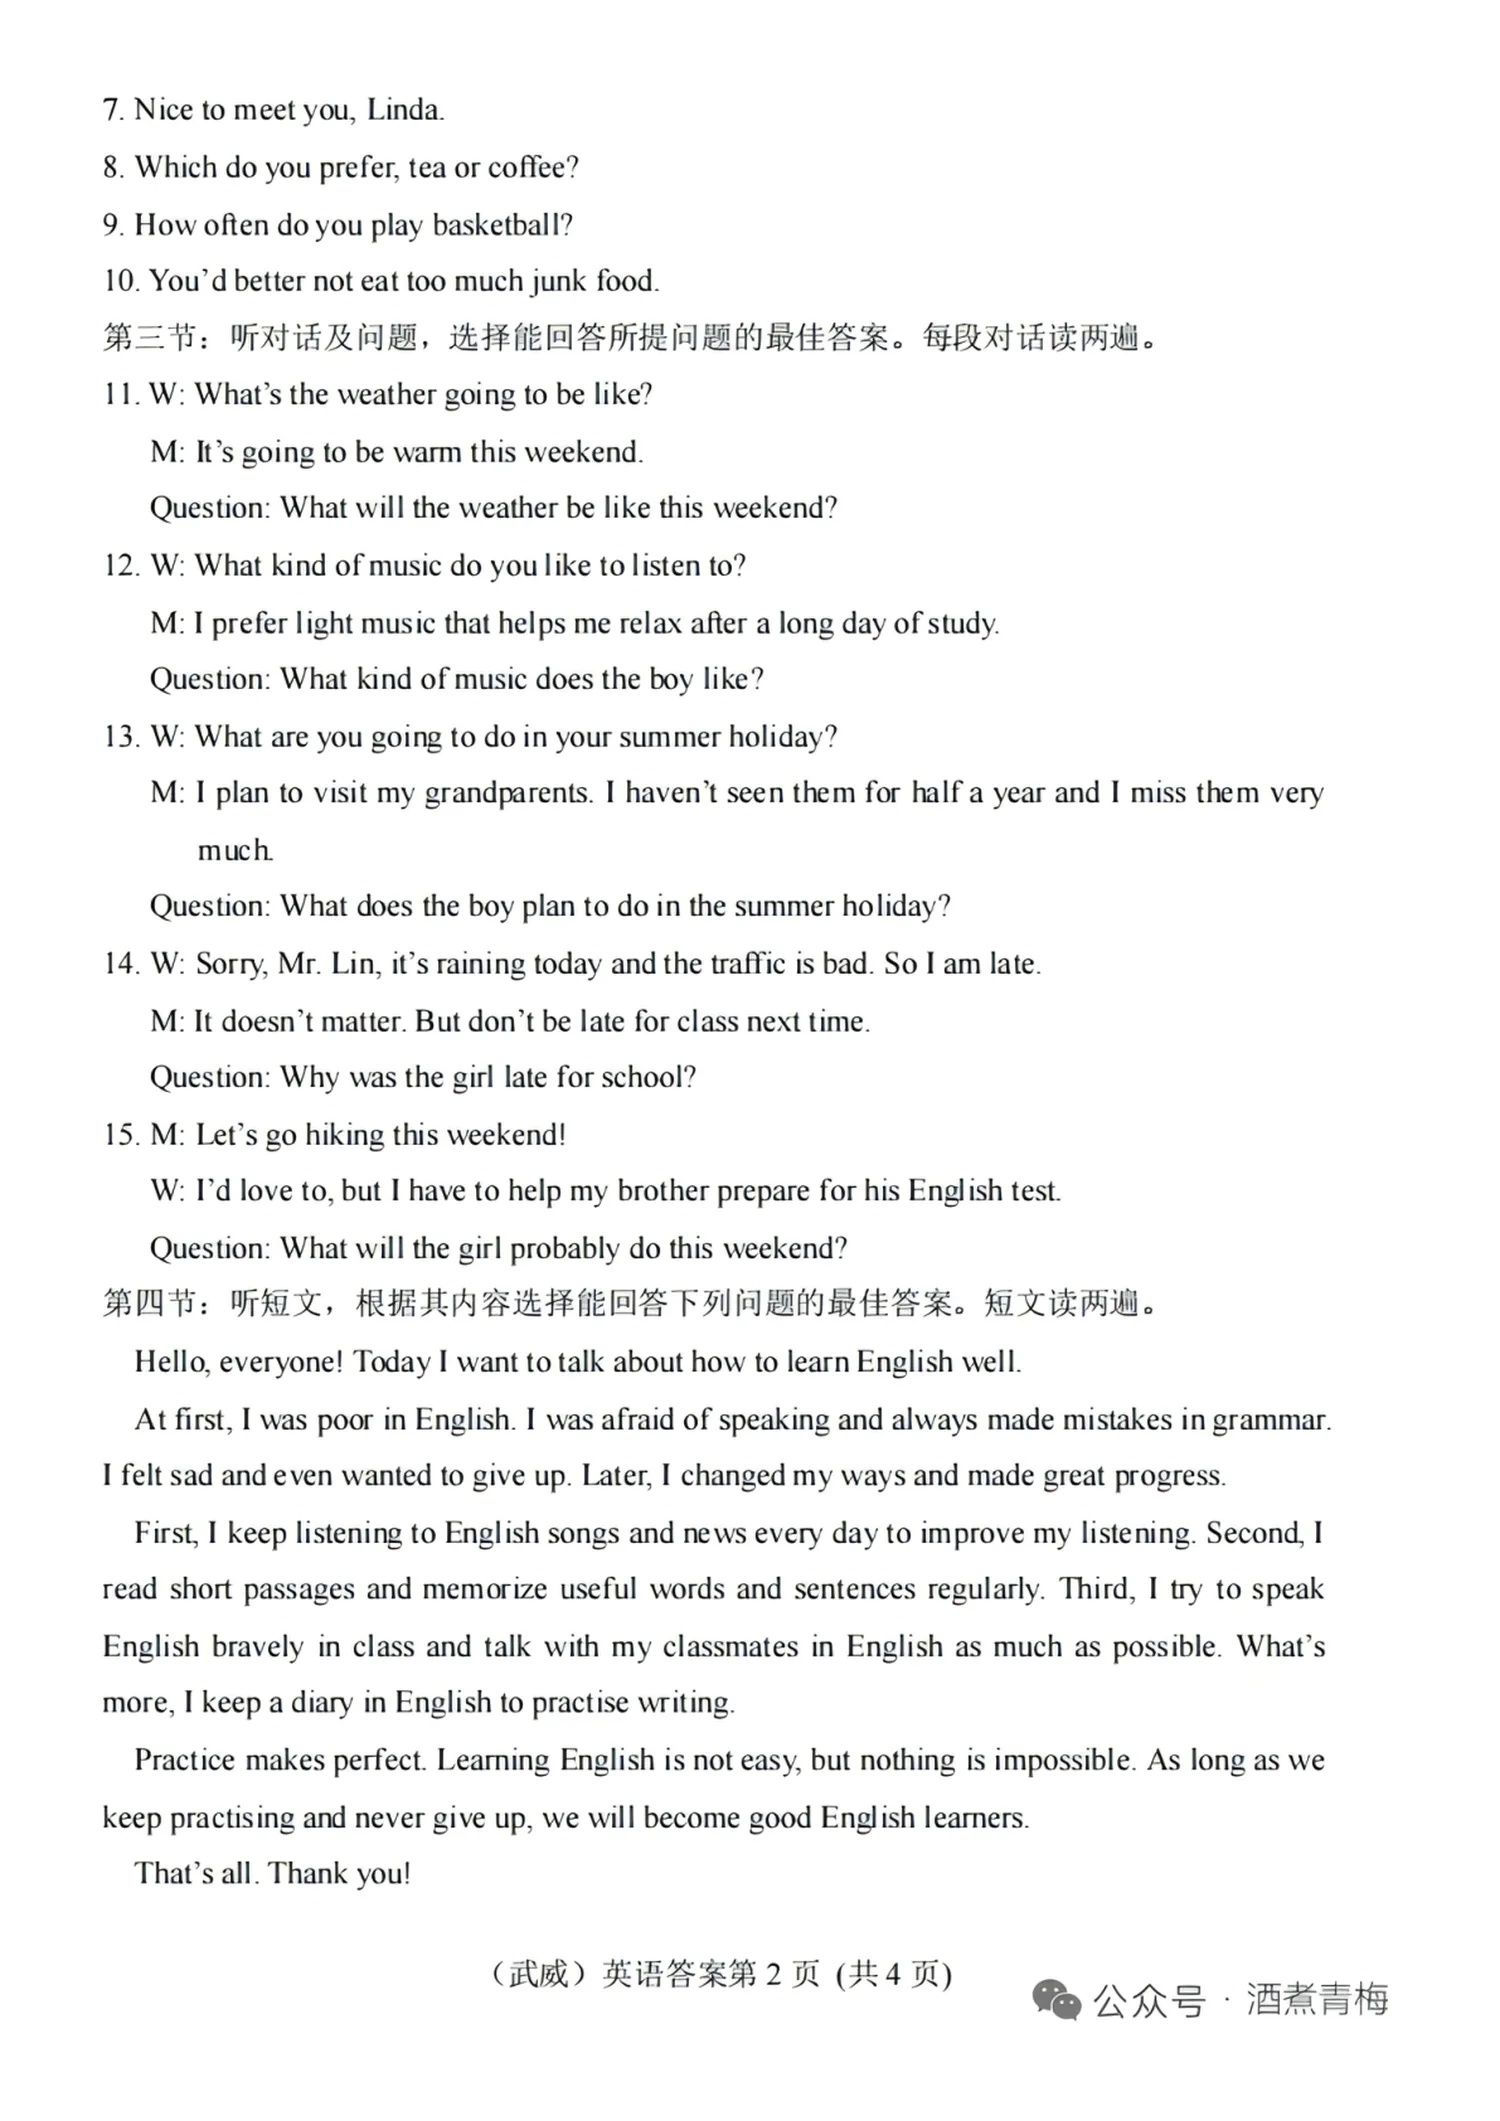 7. Nice to meet you, Linda.
8. Which do you prefer, tea or coffee?
9. How often do you play basketball?
10. You’d better not eat too much junk food.
第三节：听对话及问题，选择能回答所提问题的最佳答案。每段对话读两遍。
11. W: What’s the weather going to be like?
M: It’s going to be warm this weekend.
Question: What will the weather be like this weekend?
12. W: What kind of music do you like to listen to?
M: I prefer light music that helps me relax after a long day of study.
Question: What kind of music does the boy like?
13. W: What are you going to do in your summer holiday?
M: I plan to visit my grandparents. I haven’t seen them for half a year and I miss them very
much.
Question: What does the boy plan to do in the summer holiday?
14. W: Sorry, Mr. Lin, it’s raining today and the traffic is bad. So I am late.
M: It doesn’t matter. But don’t be late for class next time.
Question: Why was the girl late for school?
15. M: Let’s go hiking this weekend!
W: I’d love to, but I have to help my brother prepare for his English test.
Question: What will the girl probably do this weekend?
第四节：听短文，根据其内容选择能回答下列问题的最佳答案。短文读两遍。
Hello, everyone! Today I want to talk about how to learn English well.
At first, I was poor in English. I was afraid of speaking and always made mistakes in grammar.
I felt sad and even wanted to give up. Later, I changed my ways and made great progress.
First, I keep listening to English songs and news every day to improve my listening. Second, I
read short passages and memorize useful words and sentences regularly. Third, I try to speak
English bravely in class and talk with my classmates in English as much as possible. What’s
more, I keep a diary in English to practise writing.
Practice makes perfect. Learning English is not easy, but nothing is impossible. As long as we
keep practising and never give up, we will become good English learners.
That’s all. Thank you!
（武威）英语答案第 2 页 (共 4 页)
公众号 · 酒煮青梅